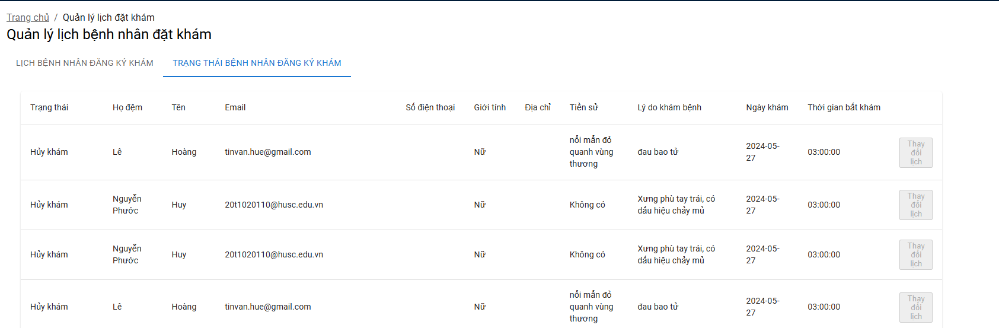 Trang chủ / Quản lý lịch đặt khám
Quản lý lịch bệnh nhân đặt khám
LỊCH BỆNH NHÂN ĐĂNG KÝ KHÁM TRẠNG THÁI BỆNH NHÂN ĐĂNG KÝ KHÁM
Trạng thái Họ đệm Tên Email Số điện thoại Giới tính Địa chỉ Tiền sử Lý do khám bệnh Ngày khám Thời gian bắt khám
Hủy khám Lê Hoàng tinvan.hue@gmail.com Nữ
nổi mẩn đỏ
quanh vùng
thương
đau bao tử
2024-05-
27
03:00:00
Thay
đổi
lịch
Hủy khám
Nguyễn
Phước
Huy 20t1020110@husc.edu.vn Nữ Không có
Xưng phù tay trái, có
dấu hiệu chảy mủ
2024-05-
27
03:00:00
Thay
đổi
lịch
Hủy khám
Nguyễn
Phước
Huy 20t1020110@husc.edu.vn Nữ Không có
Xưng phù tay trái, có
dấu hiệu chảy mủ
2024-05-
27
03:00:00
Thay
đổi
lịch
Hủy khám Lê Hoàng tinvan.hue@gmail.com Nữ
nổi mẩn đỏ
quanh vùng
thương
đau bao tử
2024-05-
27
03:00:00
Thay
đổi
lịch